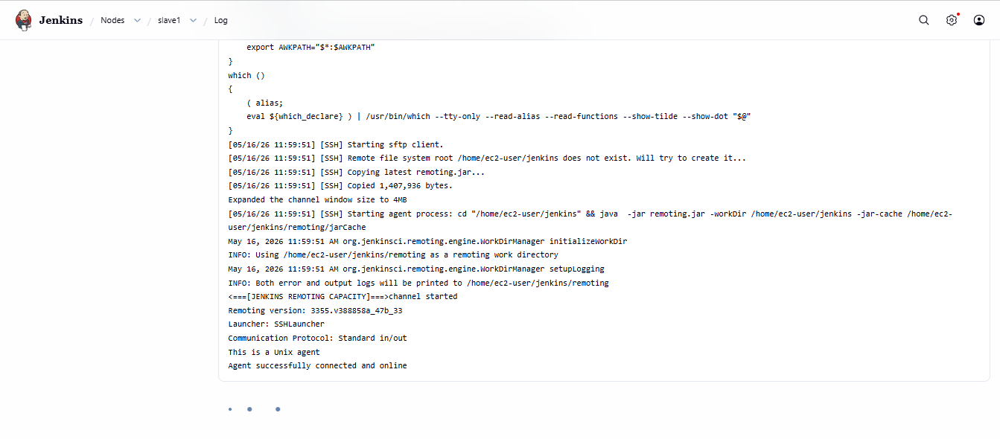 Jenkins / Nodes / slave1 / Log
export AWKPATH="$*:$AWKPATH"
}
which ()
{
( alias;
eval ${which_declare} ) | /usr/bin/which --tty-only --read-alias --read-functions --show-tilde --show-dot "$@"
}
[05/16/26 11:59:51] [SSH] Starting sftp client.
[05/16/26 11:59:51] [SSH] Remote file system root /home/ec2-user/jenkins does not exist. Will try to create it...
[05/16/26 11:59:51] [SSH] Copying latest remoting.jar...
[05/16/26 11:59:51] [SSH] Copied 1,407,936 bytes.
Expanded the channel window size to 4MB
[05/16/26 11:59:51] [SSH] Starting agent process: cd "/home/ec2-user/jenkins" && java  -jar remoting.jar -workDir /home/ec2-user/jenkins -jar-cache /home/ec2-
user/jenkins/remoting/jarCache
May 16, 2026 11:59:51 AM org.jenkinsci.remoting.engine.WorkDirManager initializeWorkDir
INFO: Using /home/ec2-user/jenkins/remoting as a remoting work directory
May 16, 2026 11:59:51 AM org.jenkinsci.remoting.engine.WorkDirManager setupLogging
INFO: Both error and output logs will be printed to /home/ec2-user/jenkins/remoting
<===[JENKINS REMOTING CAPACITY]===>channel started
Remoting version: 3355.v388858a_47b_33
Launcher: SSHLauncher
Communication Protocol: Standard in/out
This is a Unix agent
Agent successfully connected and online